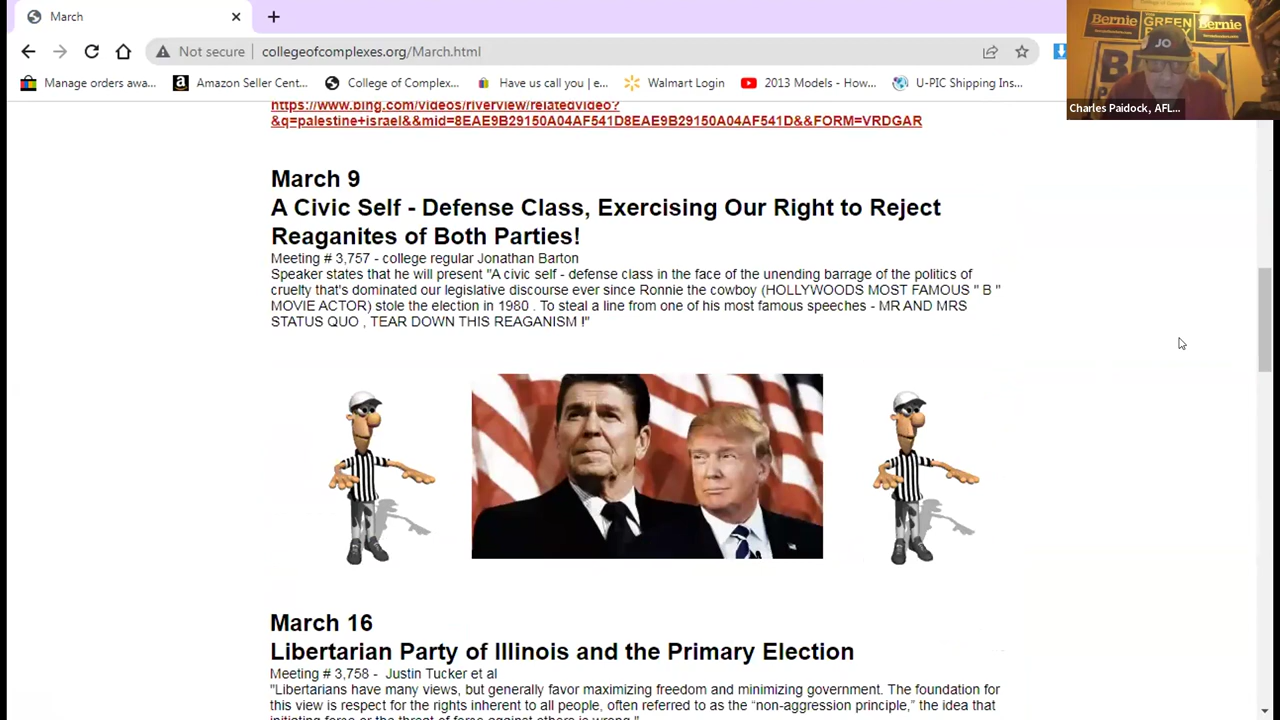 March
Not secure
collegeofcomplexes.org/March.html
Manage orders awa...
Amazon Seller Cent...
College of Complex...
Have us call you | e...
Walmart Login
2013 Models - How...
U-PIC Shipping Ins...
Bernie
GREEN
Bernie
JO
Charles Paidock, AFL...
https://www.bing.com/videos/riverview/relatedvideo?
&q=palestine+israel&&mid=8EAE9B29150A04AF541D8EAE9B29150A04AF541D&&FORM=VRDGAR
March 9
A Civic Self - Defense Class, Exercising Our Right to Reject
Reaganites of Both Parties!
Meeting # 3,757 - college regular Jonathan Barton
Speaker states that he will present "A civic self - defense class in the face of the unending barrage of the politics of
cruelty that's dominated our legislative discourse ever since Ronnie the cowboy (HOLLYWOODS MOST FAMOUS " B "
MOVIE ACTOR) stole the election in 1980 . To steal a line from one of his most famous speeches - MR AND MRS
STATUS QUO , TEAR DOWN THIS REAGANISM !"
March 16
Libertarian Party of Illinois and the Primary Election
Meeting # 3,758 - Justin Tucker et al
"Libertarians have many views, but generally favor maximizing freedom and minimizing government. The foundation for
this view is respect for the rights inherent to all people, often referred to as the “non-aggression principle,” the idea that
initiating force or the threat of force against others is wrong."